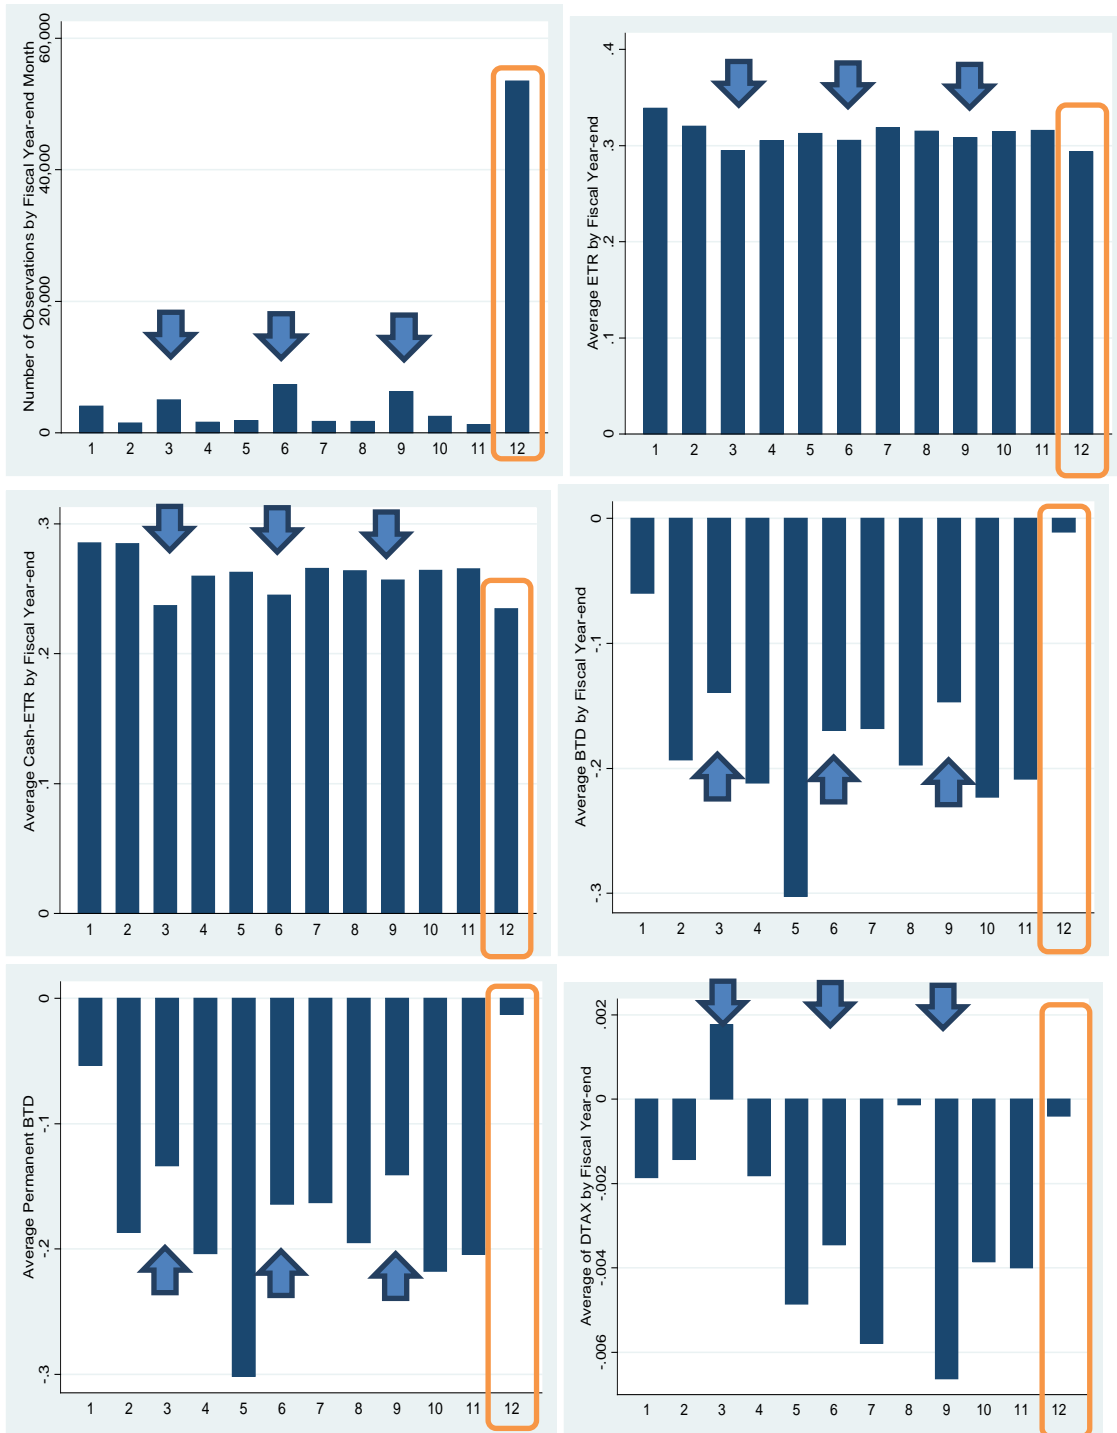 Number of Observations by Fiscal Year-end Month
60,000
40,000
20,000
0
1 2 3 4 5 6 7 8 9 10 11 12
Average ETR by Fiscal Year-end
.4
.3
.2
.1
0
1 2 3 4 5 6 7 8 9 10 11 12
Average Cash-ETR by Fiscal Year-end
.3
.2
.1
0
1 2 3 4 5 6 7 8 9 10 11 12
Average BTD by Fiscal Year-end
0
-.1
-.2
-.3
1 2 3 4 5 6 7 8 9 10 11 12
Average Permanent BTD
0
-.1
-.2
-.3
1 2 3 4 5 6 7 8 9 10 11 12
Average of DTAX by Fiscal Year-end
.002
0
-.002
-.004
-.006
1 2 3 4 5 6 7 8 9 10 11 12